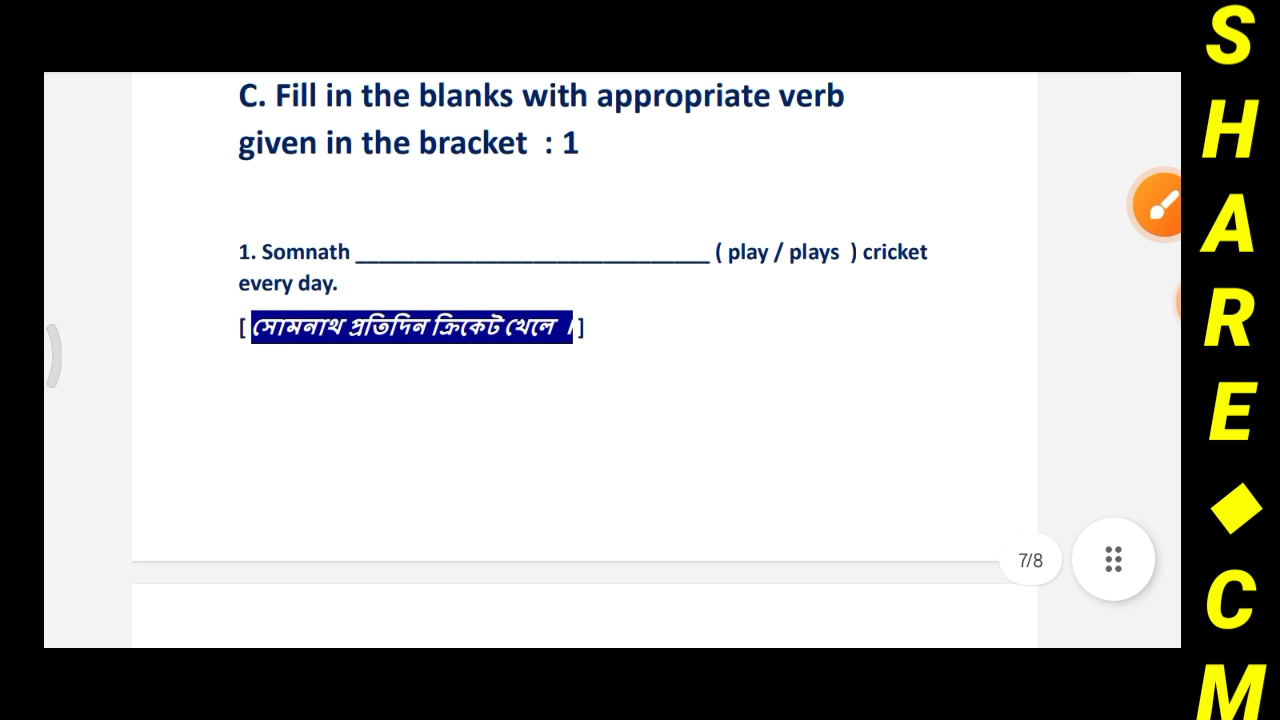 C. Fill in the blanks with appropriate verb
given in the bracket : 1
1. Somnath ______________________________ ( play / plays ) cricket
every day.
[ সোমনাথ প্রতিদিন ক্রিকেট খেলে । ]
7/8
S
H
A
R
E
◆
C
M